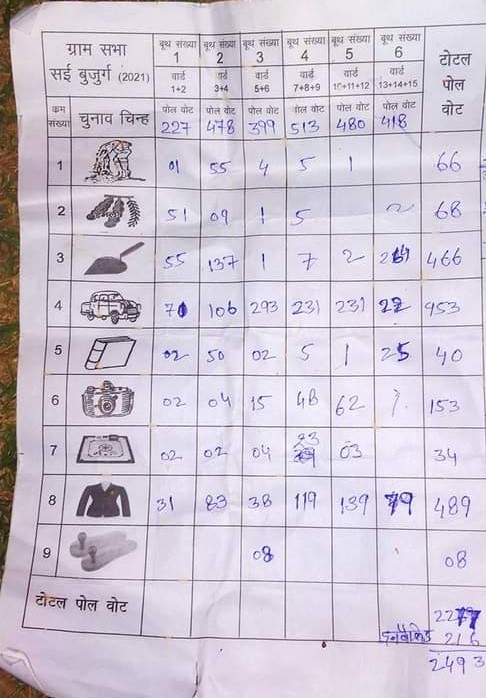 ग्राम सभा
सई बुजुर्ग (2021)
बूथ संख्या 1 बूथ संख्या 2 बूथ संख्या 3 बूथ संख्या 4 बूथ संख्या 5 बूथ संख्या 6 टोटल पोल वोट
वार्ड 1+2 वार्ड 3+4 वार्ड 5+6 वार्ड 7+8+9 वार्ड 10+11+12 वार्ड 13+14+15
क्रम संख्या चुनाव चिन्ह पोल वोट पोल वोट पोल वोट पोल वोट पोल वोट पोल वोट
227 478 399 513 480 418
1 01 55 4 5 1 66
2 51 09 1 5 2 68
3 55 137 1 7 2 466
4 106 293 231 231 22 953
5 02 50 02 5 1 25 40
6 02 04 15 48 62 153
7 02 02 04 23 03 34
8 31 83 38 119 139 79 489
9 08 08
टोटल पोल वोट
2277
216
2493